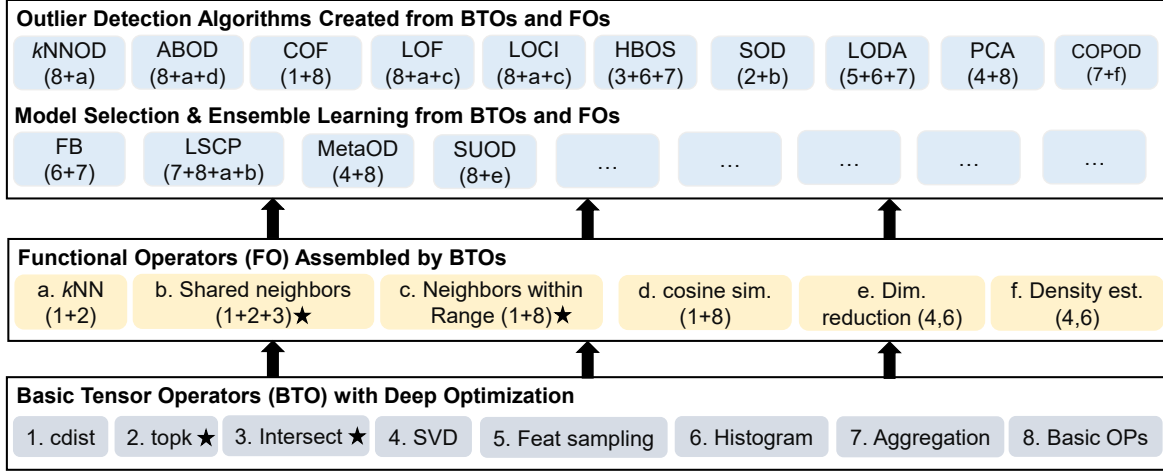 Outlier Detection Algorithms Created from BTOs and FOs
kNNOD ABOD COF LOF LOCI HBOS SOD LODA PCA COPOD
(8+a) (8+a+d) (1+8) (8+a+c) (8+a+c) (3+6+7) (2+b) (5+6+7) (4+8) (7+f)
Model Selection & Ensemble Learning from BTOs and FOs
FB LSCP MetaOD SUOD
(6+7) (7+8+a+b) (4+8) (8+e) … … … … …
Functional Operators (FO) Assembled by BTOs
a. kNN b. Shared neighbors c. Neighbors within d. cosine sim. e. Dim. f. Density est.
(1+2) (1+2+3)★ Range (1+8)★ (1+8) reduction (4,6) (4,6)
Basic Tensor Operators (BTO) with Deep Optimization
1. cdist 2. topk ★ 3. Intersect ★ 4. SVD 5. Feat sampling 6. Histogram 7. Aggregation 8. Basic OPs